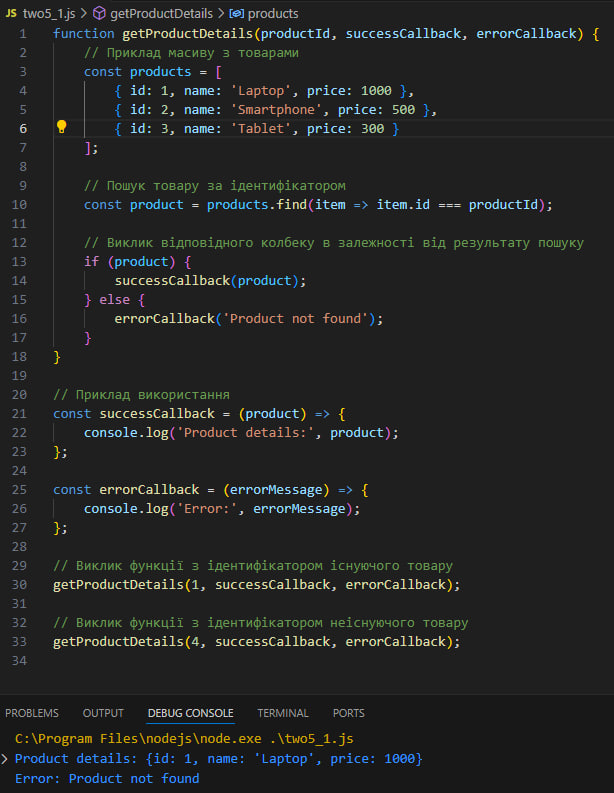 JS two5_1.js > getProductDetails > products
1 function getProductDetails(productId, successCallback, errorCallback) {
2     // Приклад масиву з товарами
3     const products = [
4         { id: 1, name: 'Laptop', price: 1000 },
5         { id: 2, name: 'Smartphone', price: 500 },
6         { id: 3, name: 'Tablet', price: 300 }
7     ];
8
9     // Пошук товару за ідентифікатором
10     const product = products.find(item => item.id === productId);
11
12     // Виклик відповідного колбеку в залежності від результату пошуку
13     if (product) {
14         successCallback(product);
15     } else {
16         errorCallback('Product not found');
17     }
18 }
19
20 // Приклад використання
21 const successCallback = (product) => {
22     console.log('Product details:', product);
23 };
24
25 const errorCallback = (errorMessage) => {
26     console.log('Error:', errorMessage);
27 };
28
29 // Виклик функції з ідентифікатором існуючого товару
30 getProductDetails(1, successCallback, errorCallback);
31
32 // Виклик функції з ідентифікатором неіснуючого товару
33 getProductDetails(4, successCallback, errorCallback);
34
PROBLEMS OUTPUT DEBUG CONSOLE TERMINAL PORTS
C:\Program Files\nodejs\node.exe .\two5_1.js
> Product details: {id: 1, name: 'Laptop', price: 1000}
Error: Product not found